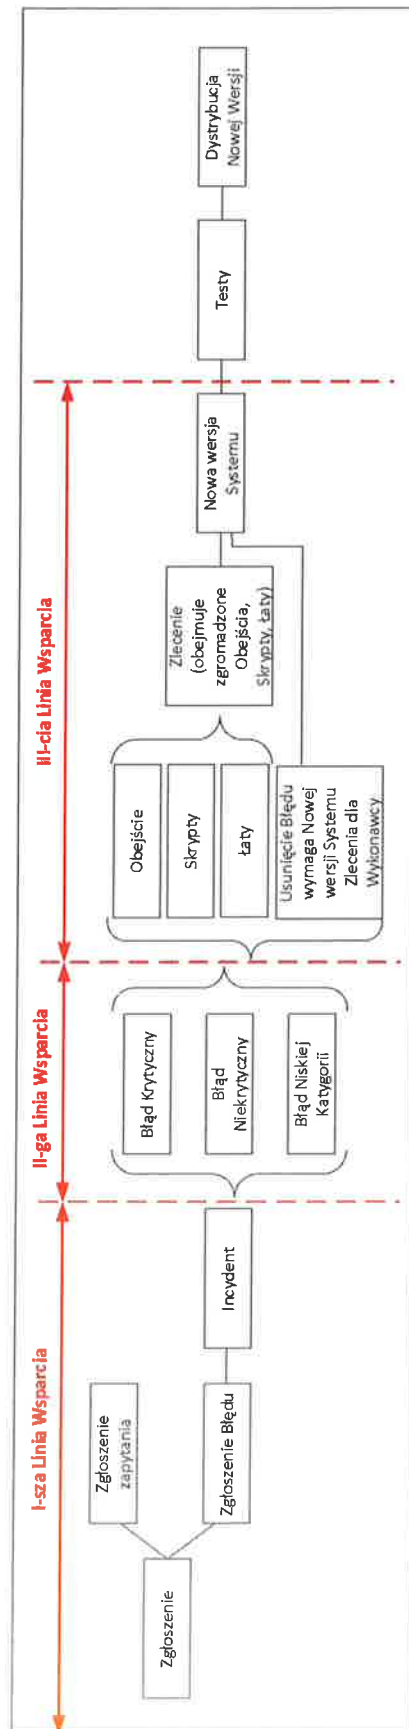 I-sza Linia Wsparcia
II-ga Linia Wsparcia
III-cia Linia Wsparcia
Zgłoszenie
Zgłoszenie
zapytania
Zgłoszenie Błędu
Incydent
Błąd Krytyczny
Błąd
Niekrytyczny
Błąd Niskiej
Katygorii
Obejście
Skrypty
Łaty
Usunięcie Błędu
wymaga Nowej
wersji Systemu
Zlecenia dla
Wykonawcy
Zlecenie
(obejmuje
zgromadzone
Obejścia,
Skrypty, Łaty)
Nowa wersja
Systemu
Testy
Dystrybucja
Nowej Wersji